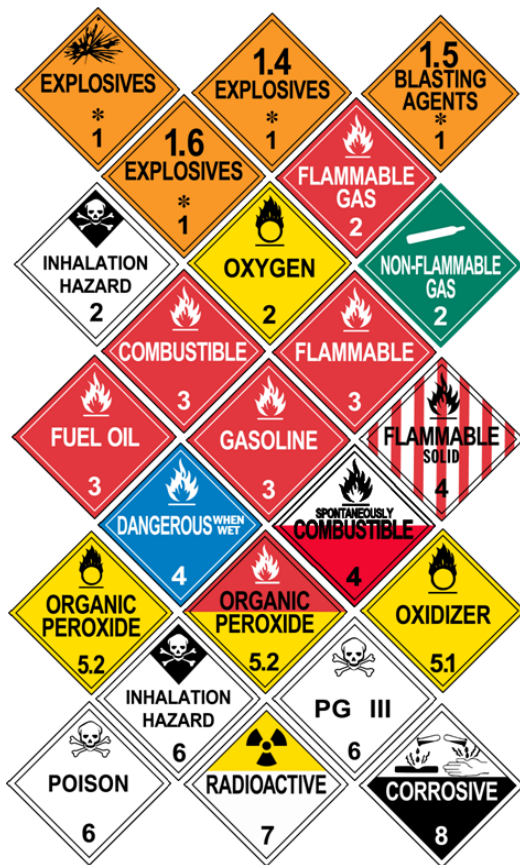 EXPLOSIVES
*
1
1.4
EXPLOSIVES
*
1
1.5
BLASTING
AGENTS
*
1
1.6
EXPLOSIVES
*
1
FLAMMABLE
GAS
2
INHALATION
HAZARD
2
OXYGEN
2
NON-FLAMMABLE
GAS
2
COMBUSTIBLE
3
FLAMMABLE
3
FUEL OIL
3
GASOLINE
3
FLAMMABLE
SOLID
4
DANGEROUS WHEN
WET
4
SPONTANEOUSLY
COMBUSTIBLE
4
ORGANIC
PEROXIDE
5.2
ORGANIC
PEROXIDE
5.2
OXIDIZER
5.1
INHALATION
HAZARD
6
PG III
6
POISON
6
RADIOACTIVE
7
CORROSIVE
8